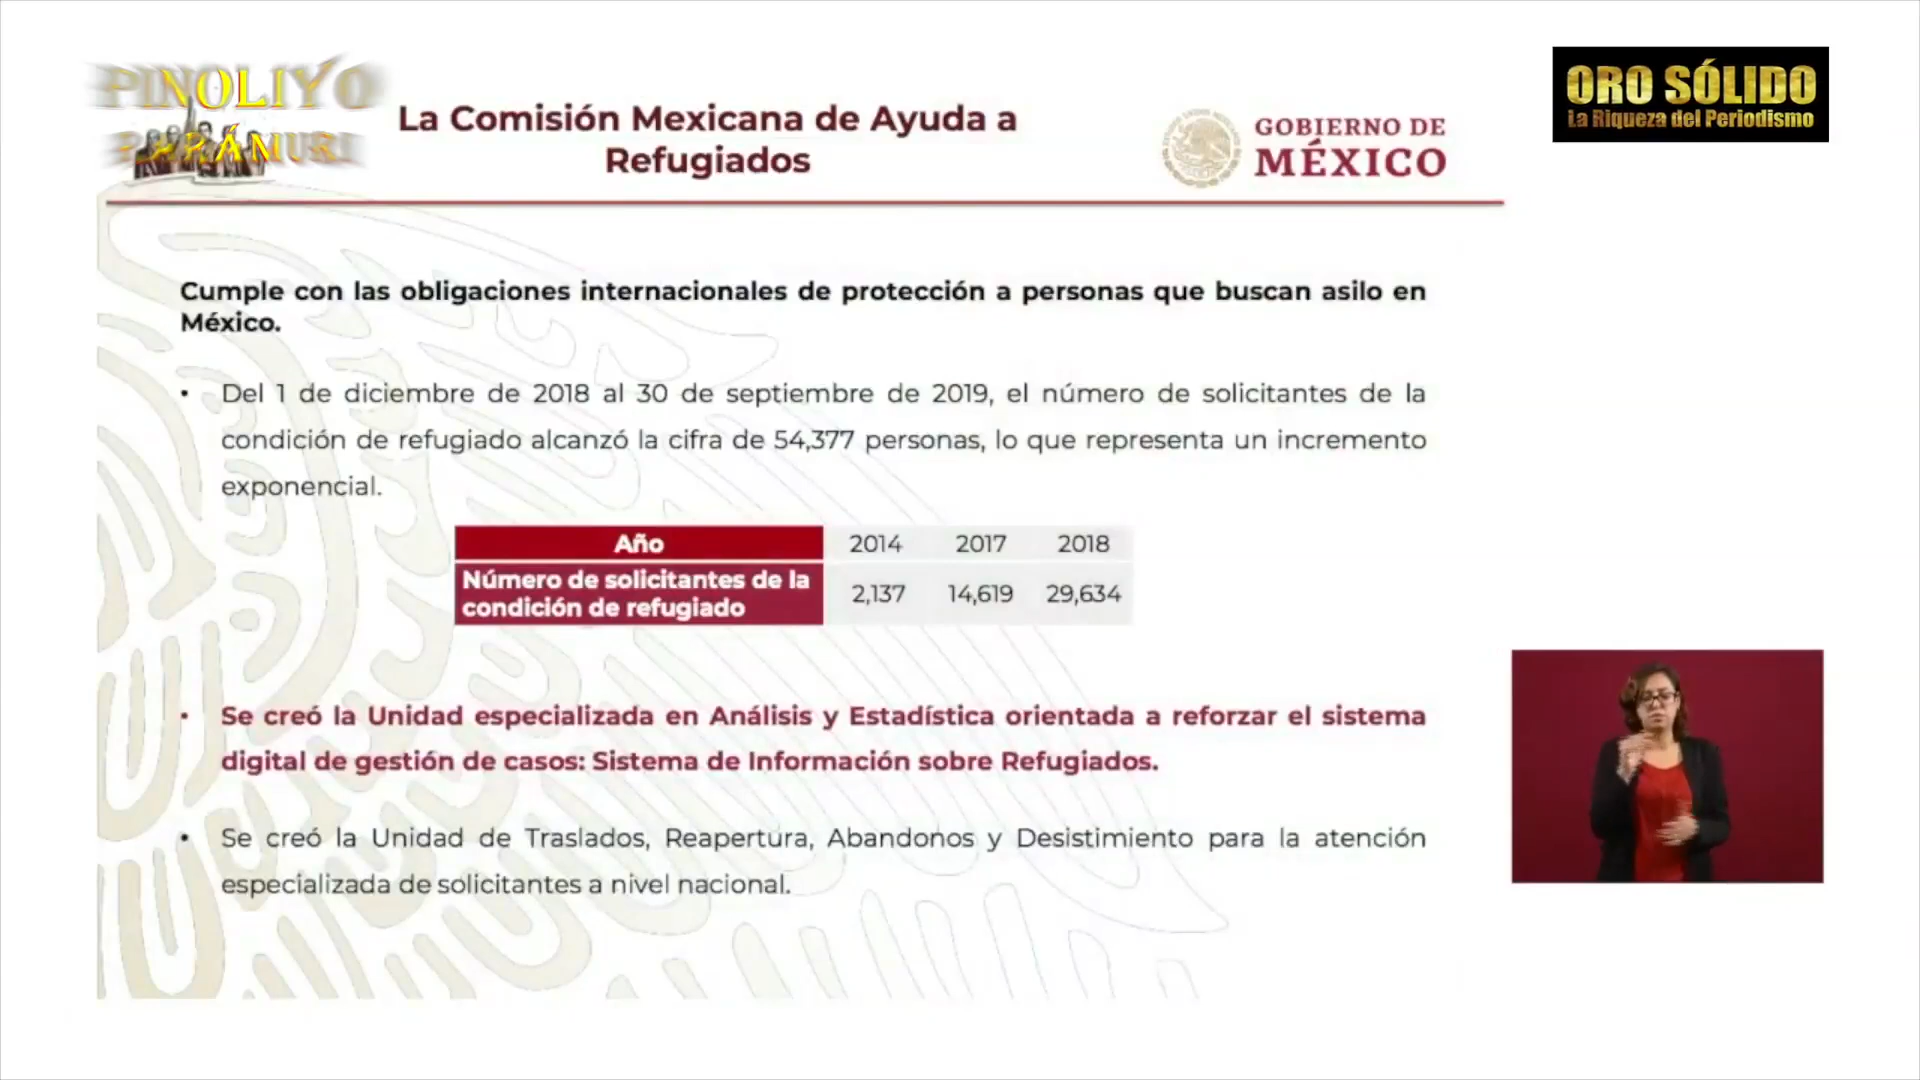 PINOLIYO
PARÁMURI
La Comisión Mexicana de Ayuda a
Refugiados
GOBIERNO DE
MÉXICO
ORO SÓLIDO
La Riqueza del Periodismo
Cumple con las obligaciones internacionales de protección a personas que buscan asilo en
México.
• Del 1 de diciembre de 2018 al 30 de septiembre de 2019, el número de solicitantes de la
condición de refugiado alcanzó la cifra de 54,377 personas, lo que representa un incremento
exponencial.
Año 2014 2017 2018
Número de solicitantes de la
condición de refugiado
2,137 14,619 29,634
• Se creó la Unidad especializada en Análisis y Estadística orientada a reforzar el sistema
digital de gestión de casos: Sistema de Información sobre Refugiados.
• Se creó la Unidad de Traslados, Reapertura, Abandonos y Desistimiento para la atención
especializada de solicitantes a nivel nacional.